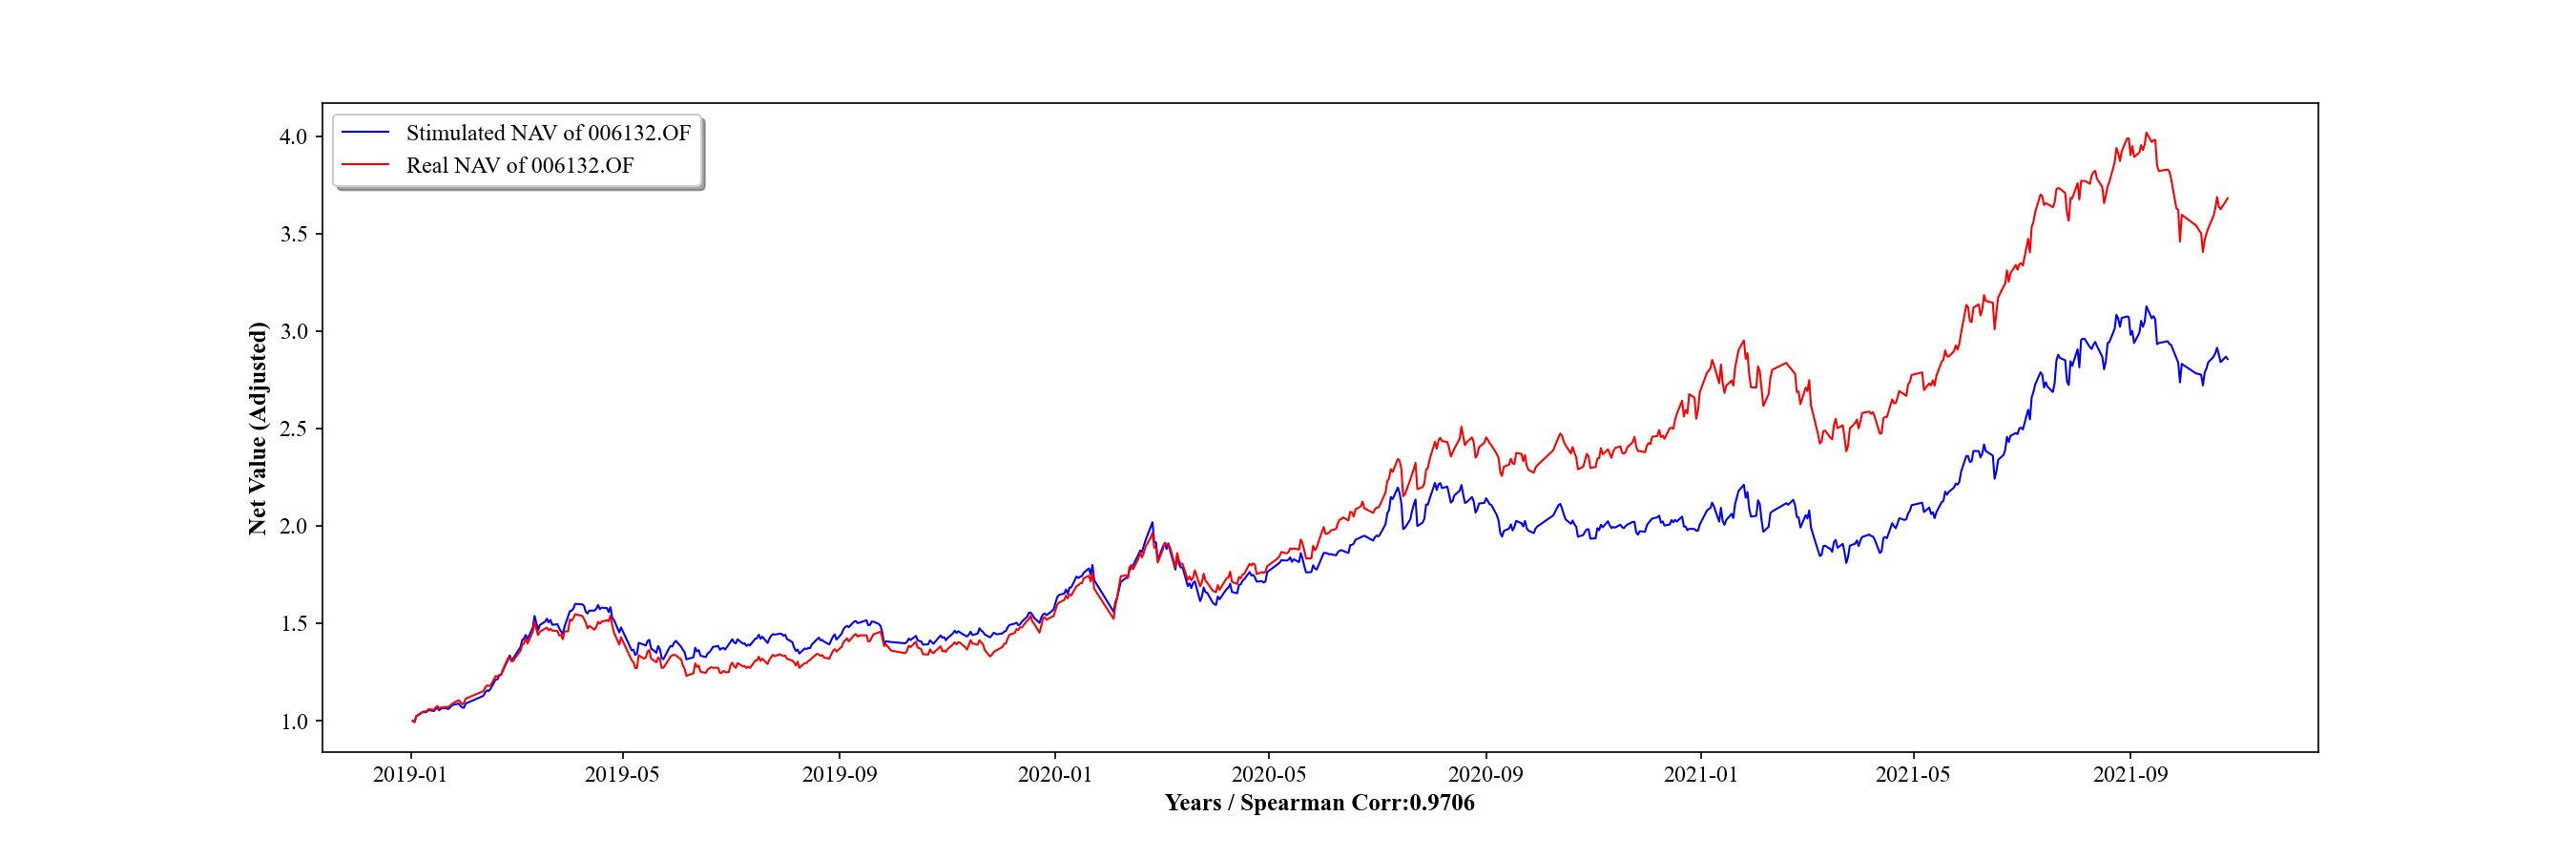 Stimulated NAV of 006132.OF
Real NAV of 006132.OF
4.0
3.5
3.0
2.5
2.0
1.5
1.0
Net Value (Adjusted)
2019-01 2019-05 2019-09 2020-01 2020-05 2020-09 2021-01 2021-05 2021-09
Years / Spearman Corr:0.9706